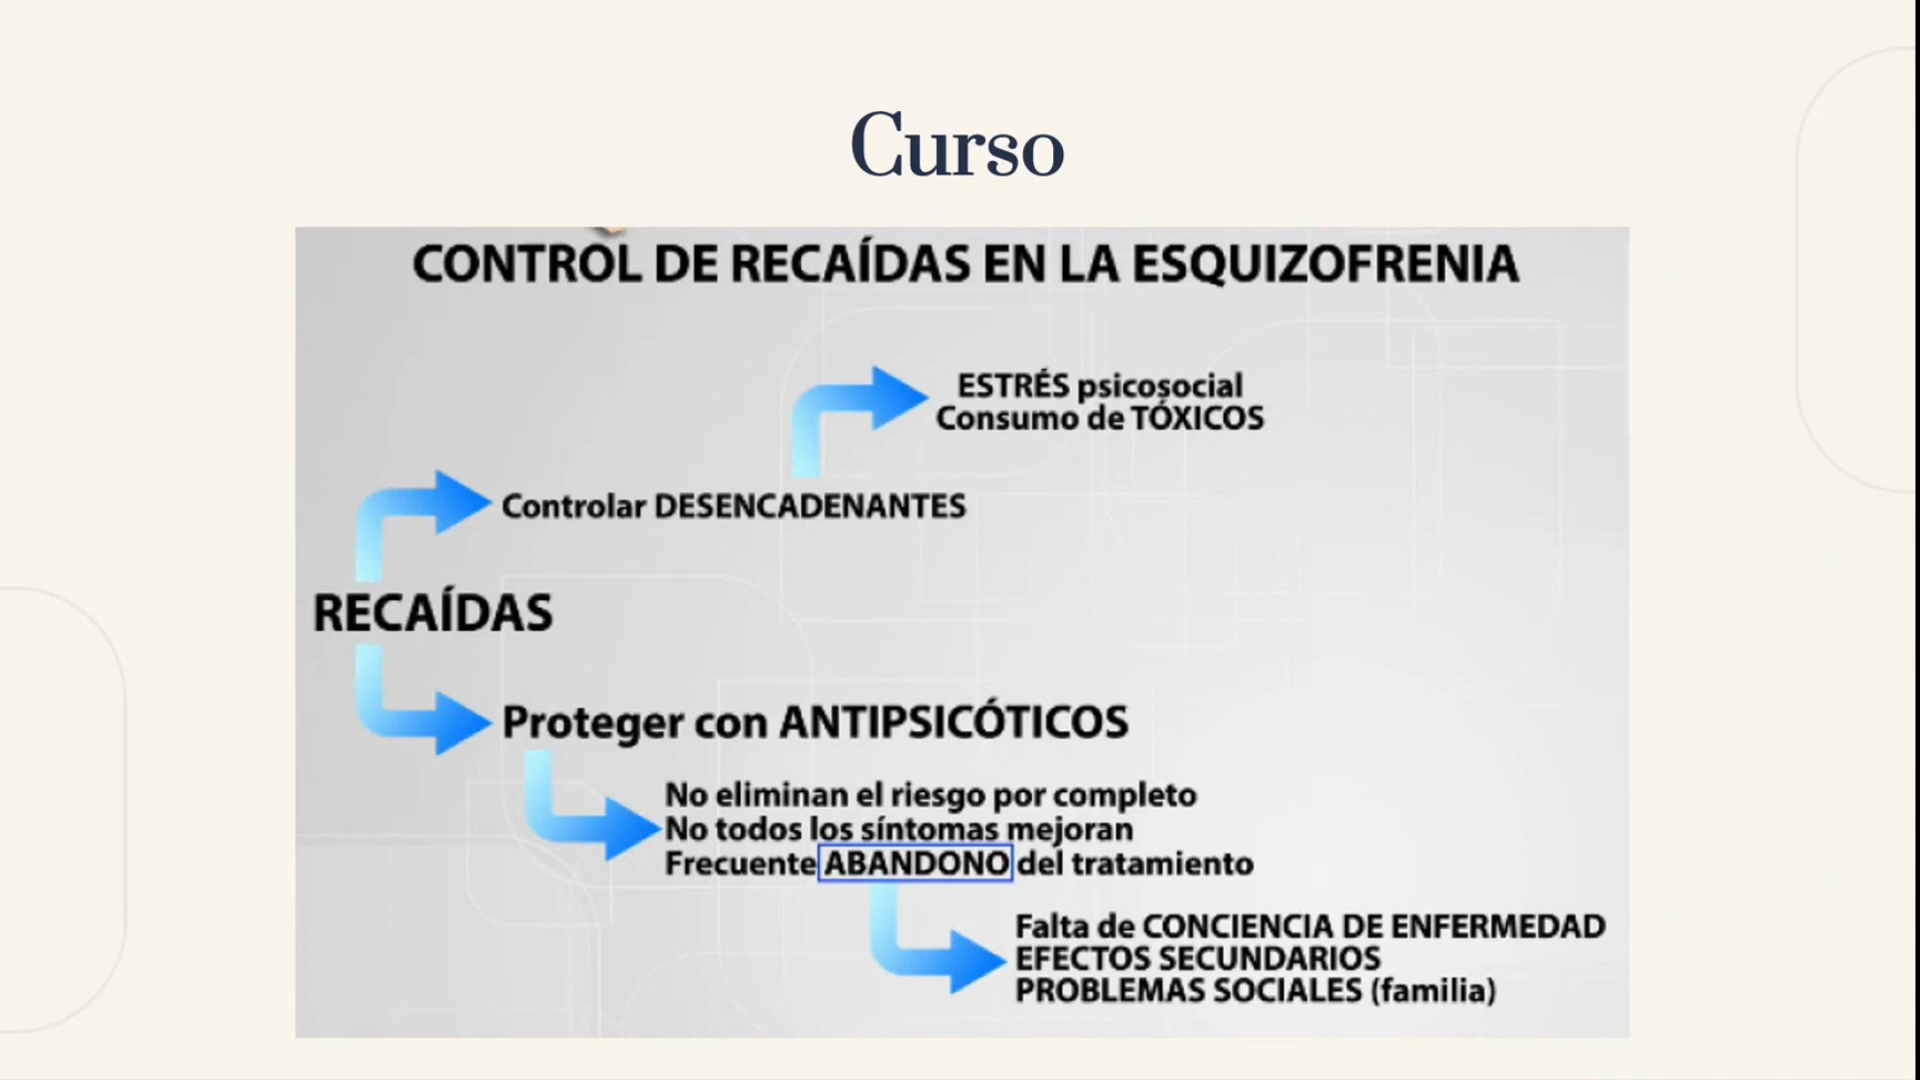 Curso
CONTROL DE RECAÍDAS EN LA ESQUIZOFRENIA
ESTRÉS psicosocial
Consumo de TÓXICOS
Controlar DESENCADENANTES
RECAÍDAS
Proteger con ANTIPSICÓTICOS
No eliminan el riesgo por completo
No todos los síntomas mejoran
Frecuente ABANDONO del tratamiento
Falta de CONCIENCIA DE ENFERMEDAD
EFECTOS SECUNDARIOS
PROBLEMAS SOCIALES (familia)